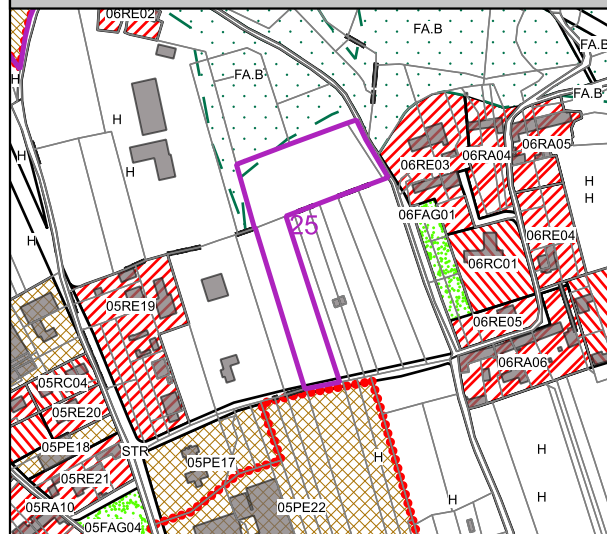 06RE02
FA.B
FA.B
FA.B
H
H
FA.B
06RA05
H
06RA04
06RE03
H
H
H
06FAG01
H
25
06RE04
H
06RC01
05RE19
06RE05
06RA06
05RC04
05RE20
05PE18
STR
H
H
05PE17
05RE21
H
H
05RA10
05PE22
05FAG04